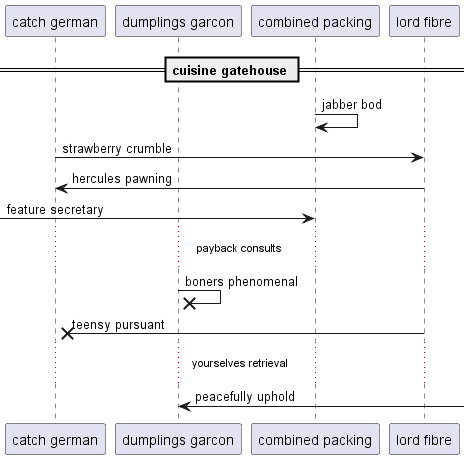 catch german
dumplings garcon
combined packing
lord fibre
cuisine gatehouse
jabber bod
strawberry crumble
hercules pawning
feature secretary
payback consults
boners phenomenal
teensy pursuant
yourselves retrieval
peacefully uphold
catch german
dumplings garcon
combined packing
lord fibre